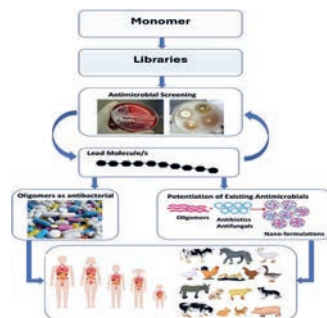 Monomer
Libraries
Antimicrobial Screening
Lead Molecule/s
Oligomers as antibacterial
Potentiation of Existing Antimicrobials
Oligomers
Antibiotics
Antifungals
Nano-formulations